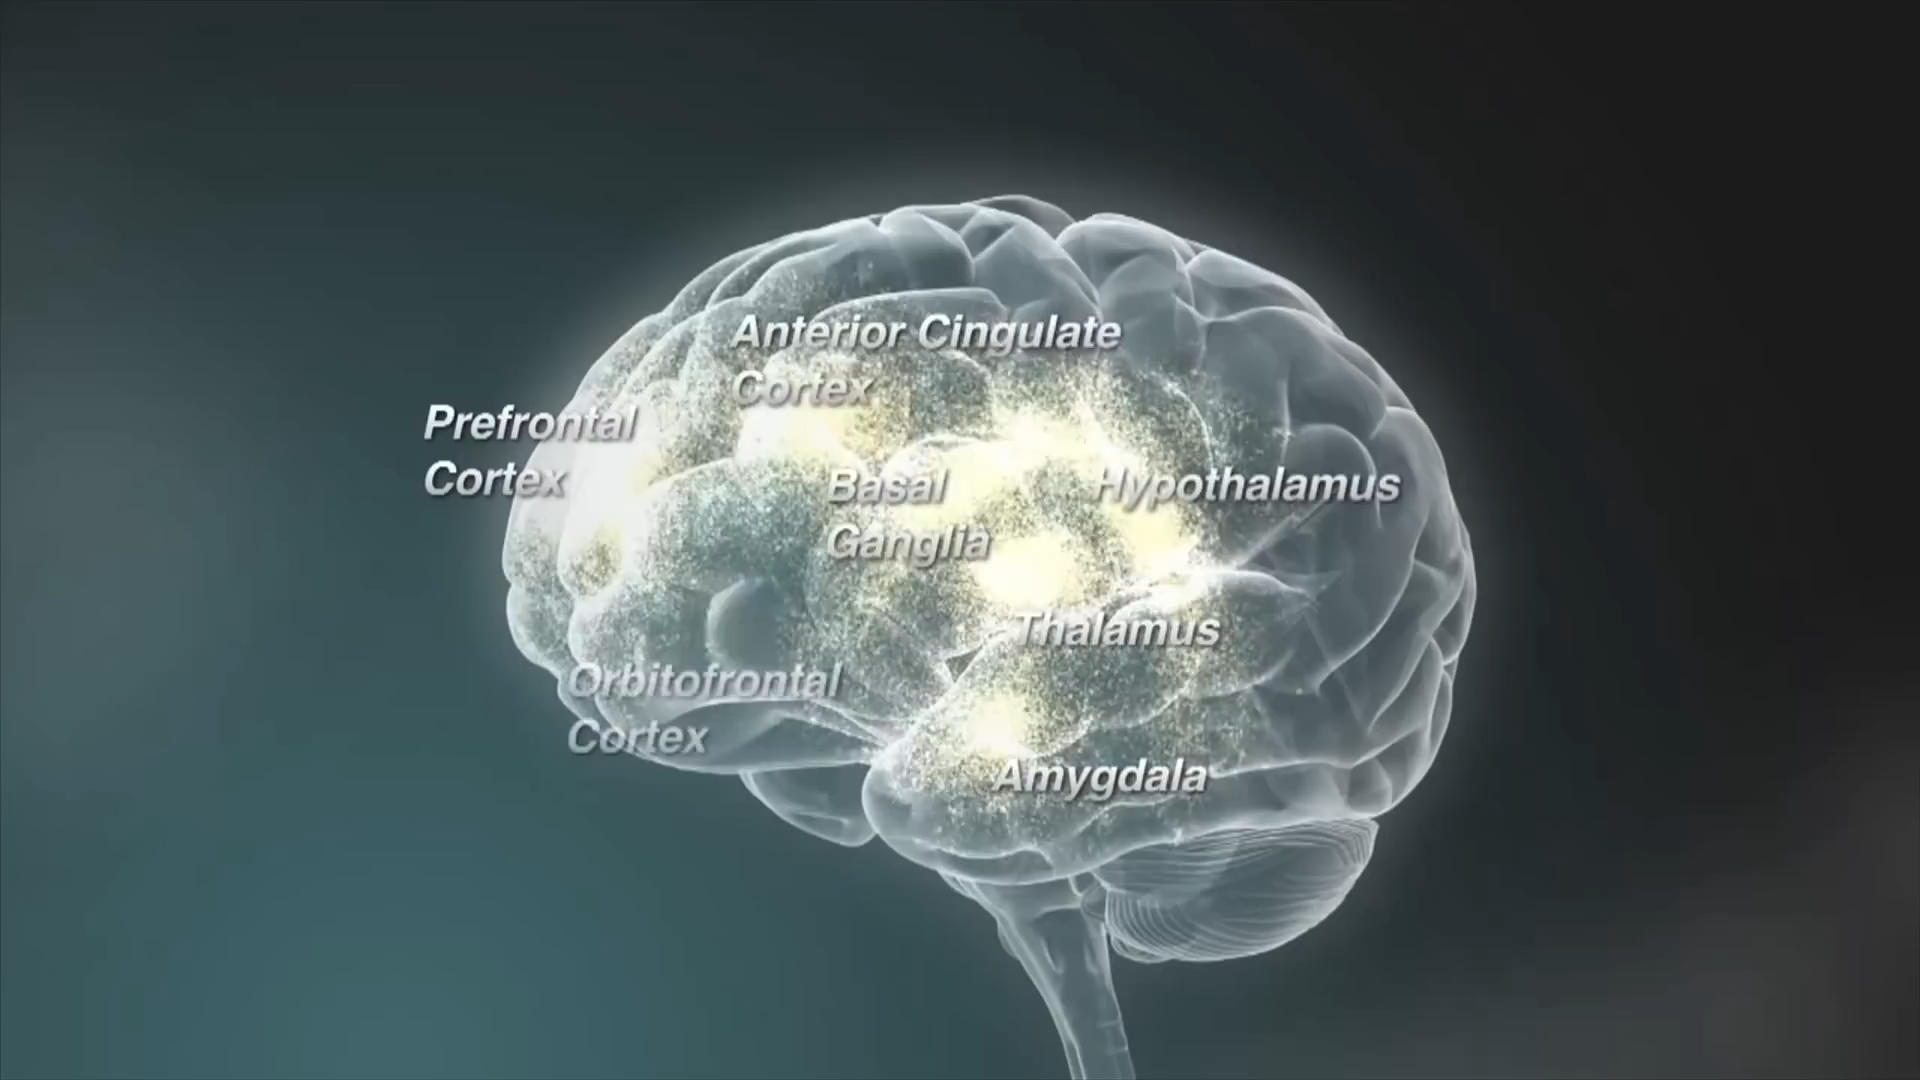 Anterior Cingulate
Cortex
Prefrontal
Cortex
Basal
Ganglia
Hypothalamus
Thalamus
Orbitofrontal
Cortex
Amygdala